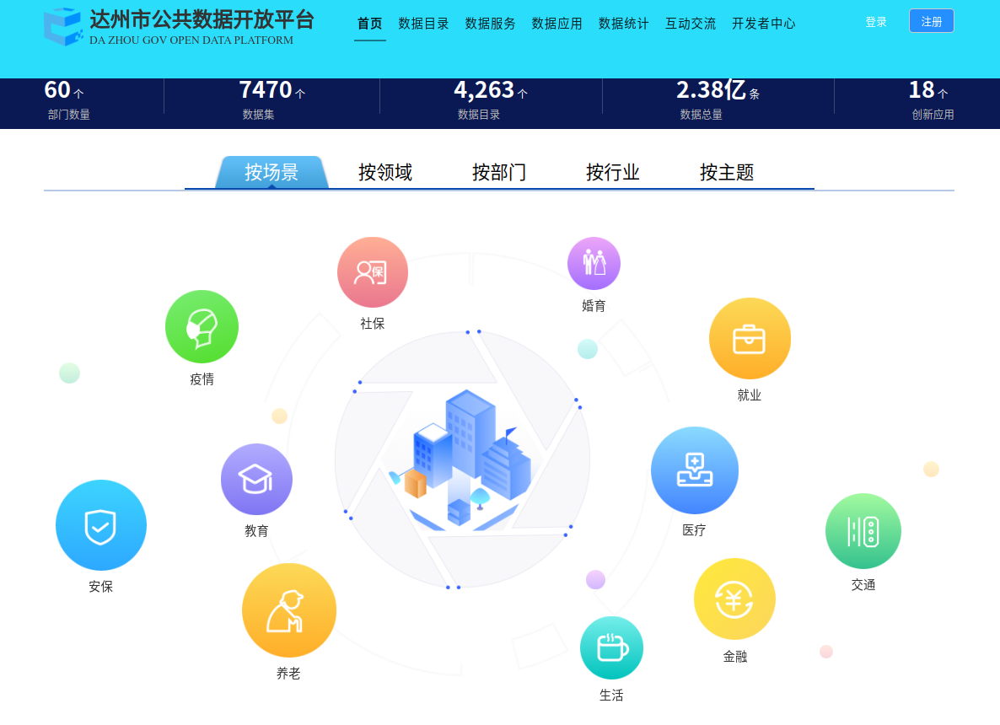 达州市公共数据开放平台
DA ZHOU GOV OPEN DATA PLATFORM
首页 数据目录 数据服务 数据应用 数据统计 互动交流 开发者中心
登录 注册
60个 7470个 4,263个 2.38亿条 18个
部门数量 数据集 数据目录 数据总量 创新应用
按场景 按领域 按部门 按行业 按主题
保
婚育
社保
疫情
就业
教育
医疗
安保
交通
金融
养老
生活